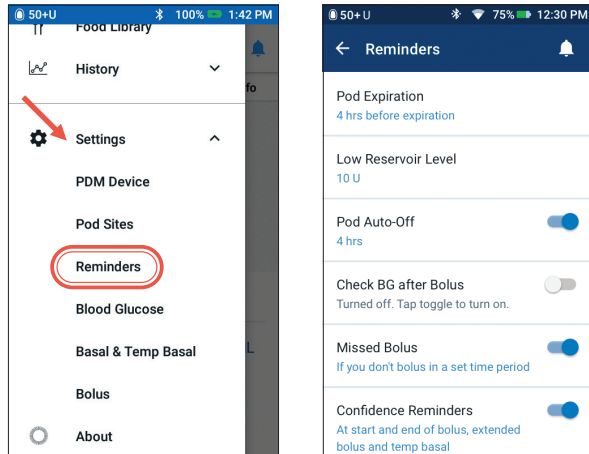 50+U 100% 1:42 PM
Food Library
History
fo
Settings
PDM Device
Pod Sites
Reminders
Blood Glucose
Basal & Temp Basal
L
Bolus
About
50+ U 75% 12:30 PM
Reminders
Pod Expiration
4 hrs before expiration
Low Reservoir Level
10 U
Pod Auto-Off
4 hrs
Check BG after Bolus
Turned off. Tap toggle to turn on.
Missed Bolus
If you don't bolus in a set time period
Confidence Reminders
At start and end of bolus, extended
bolus and temp basal